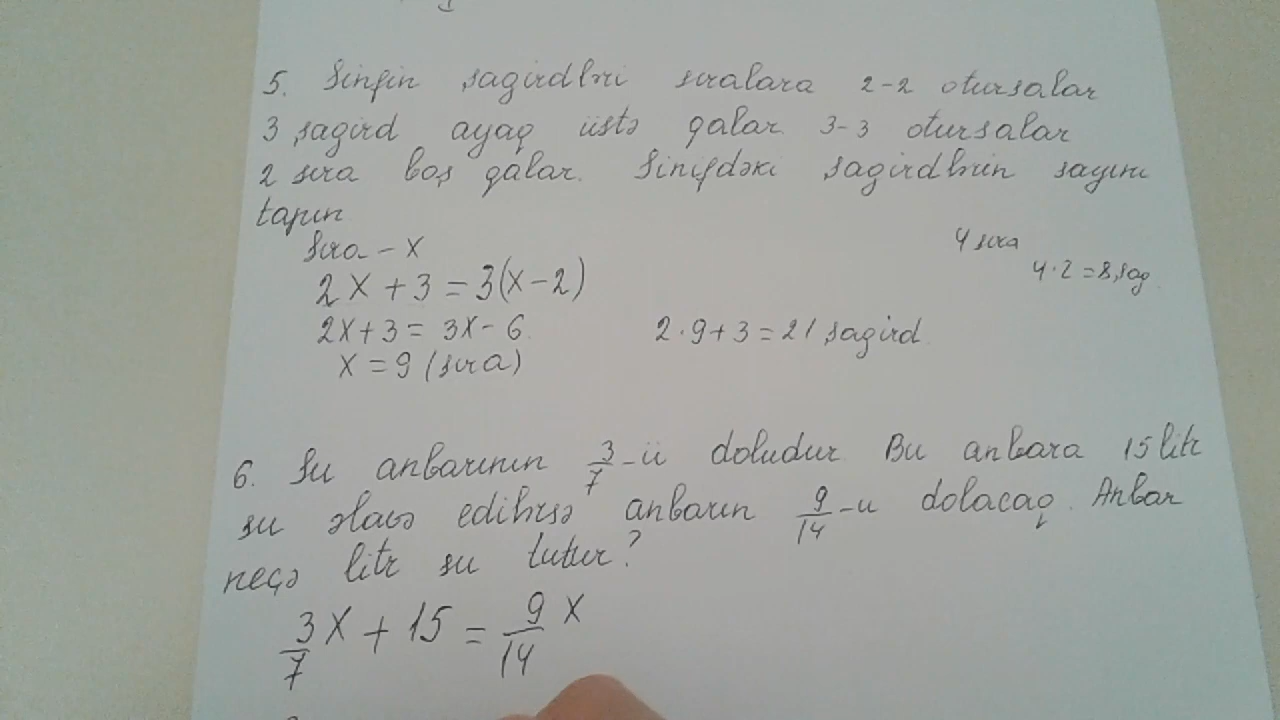 5. Sinfin şagirdləri sıralara 2-2 otursalar
3 şagird ayaq üstə qalar. 3-3 otursalar
2 sıra boş qalar. Sinifdəki şagirdlərin sayını
tapın
Sıra - x
4 sıra
4·2=8 şag
2x+3=3(x-2)
2x+3=3x-6
2·9+3=21 şagird
x=9 (sıra)
6. Su anbarının 3/7-ü doludur. Bu anbara 15 litr
su əlavə edilərsə anbarın 9/14-u dolacaq. Anbar
neçə litr su tutur?
3/7 x + 15 = 9/14 x